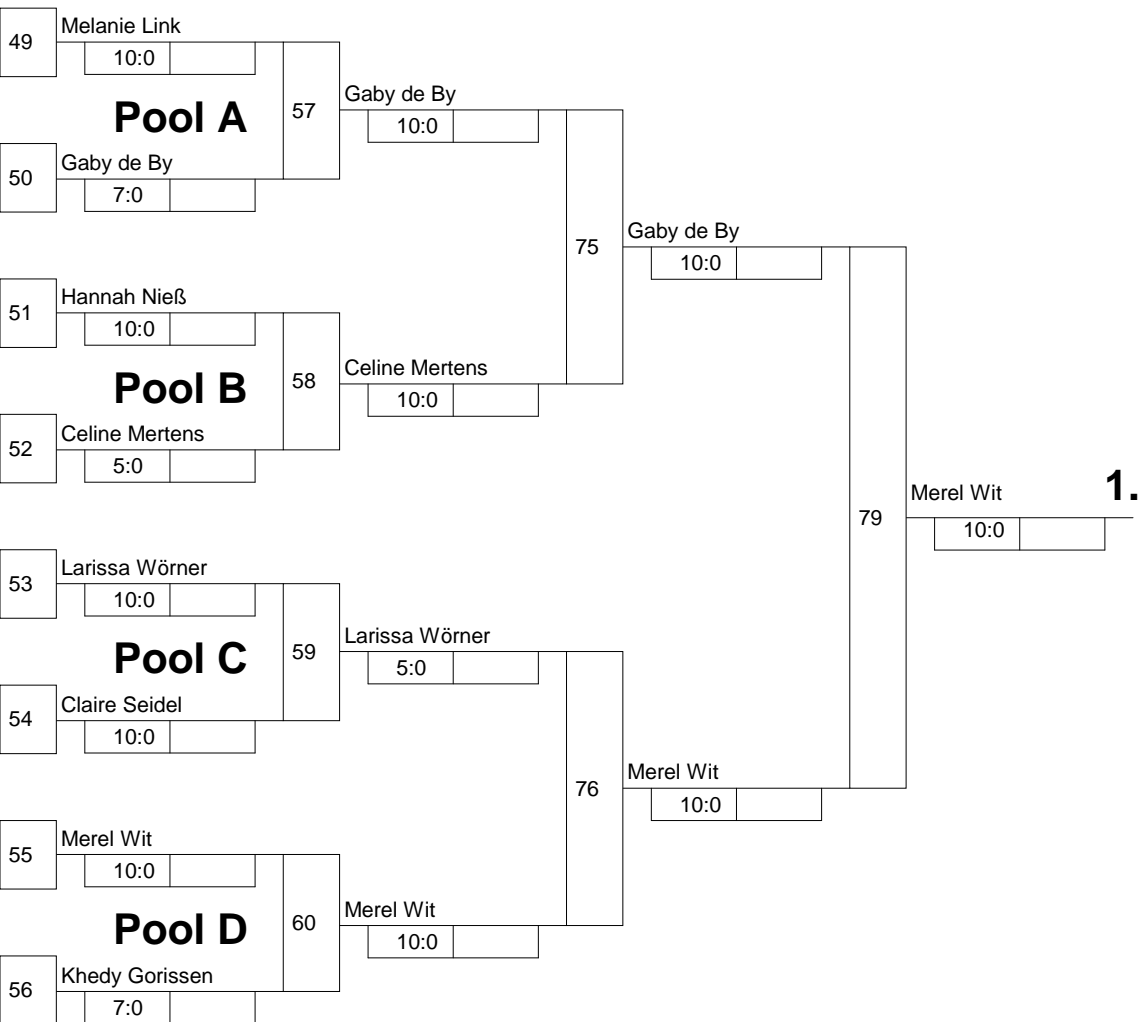 49
Melanie Link
10:0
Pool A
57
Gaby de By
10:0
50
Gaby de By
7:0
75
Gaby de By
10:0
51
Hannah Nieß
10:0
Pool B
58
Celine Mertens
10:0
52
Celine Mertens
5:0
79
Merel Wit
1.
10:0
53
Larissa Wörner
10:0
Pool C
59
Larissa Wörner
5:0
54
Claire Seidel
10:0
76
Merel Wit
10:0
55
Merel Wit
10:0
Pool D
60
Merel Wit
10:0
56
Khedy Gorissen
7:0